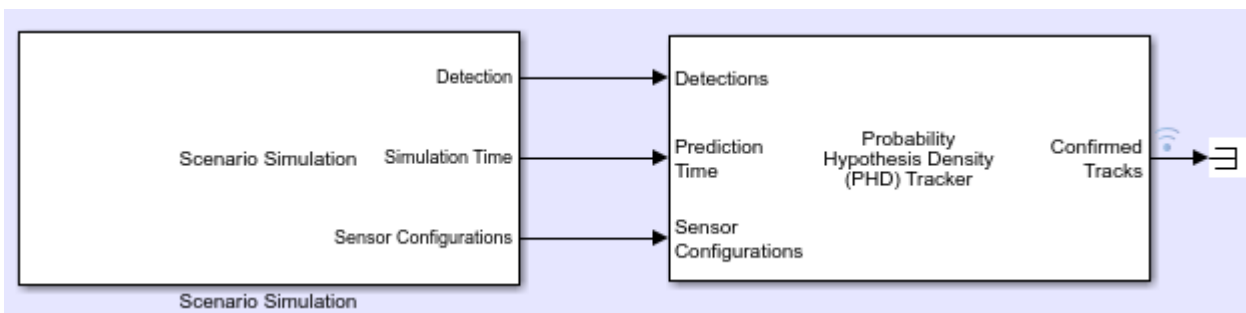 Detection
Scenario Simulation
Simulation Time
Sensor Configurations
Scenario Simulation
Detections
Prediction
Time
Sensor
Configurations
Probability
Hypothesis Density
(PHD) Tracker
Confirmed
Tracks